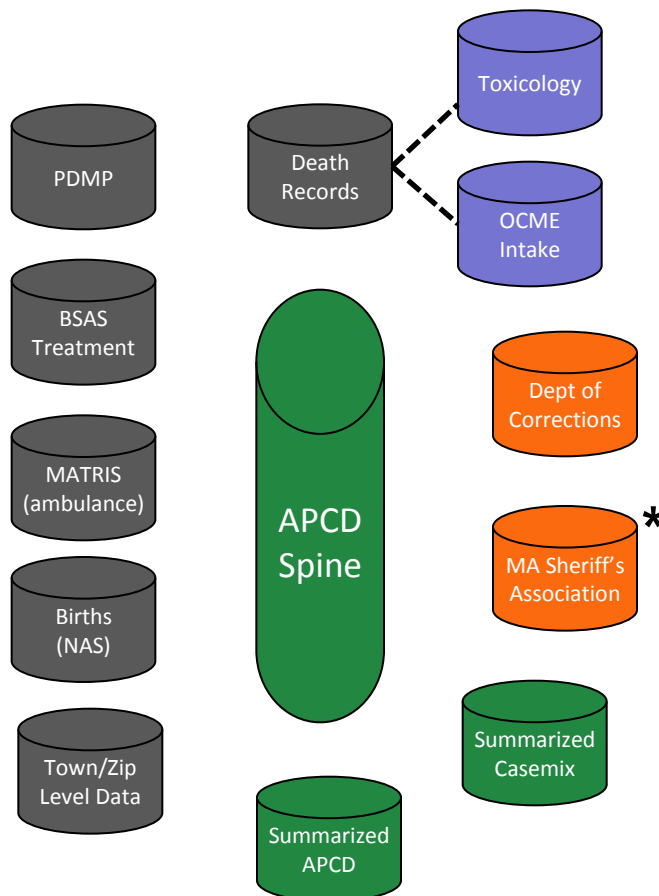 Toxicology
PDMP
Death
Records
OCME
Intake
BSAS
Treatment
Dept of
Corrections
MATRIS
(ambulance)
APCD
Spine
*
MA Sheriff’s
Association
Births
(NAS)
Town/Zip
Level Data
Summarized
Casemix
Summarized
APCD